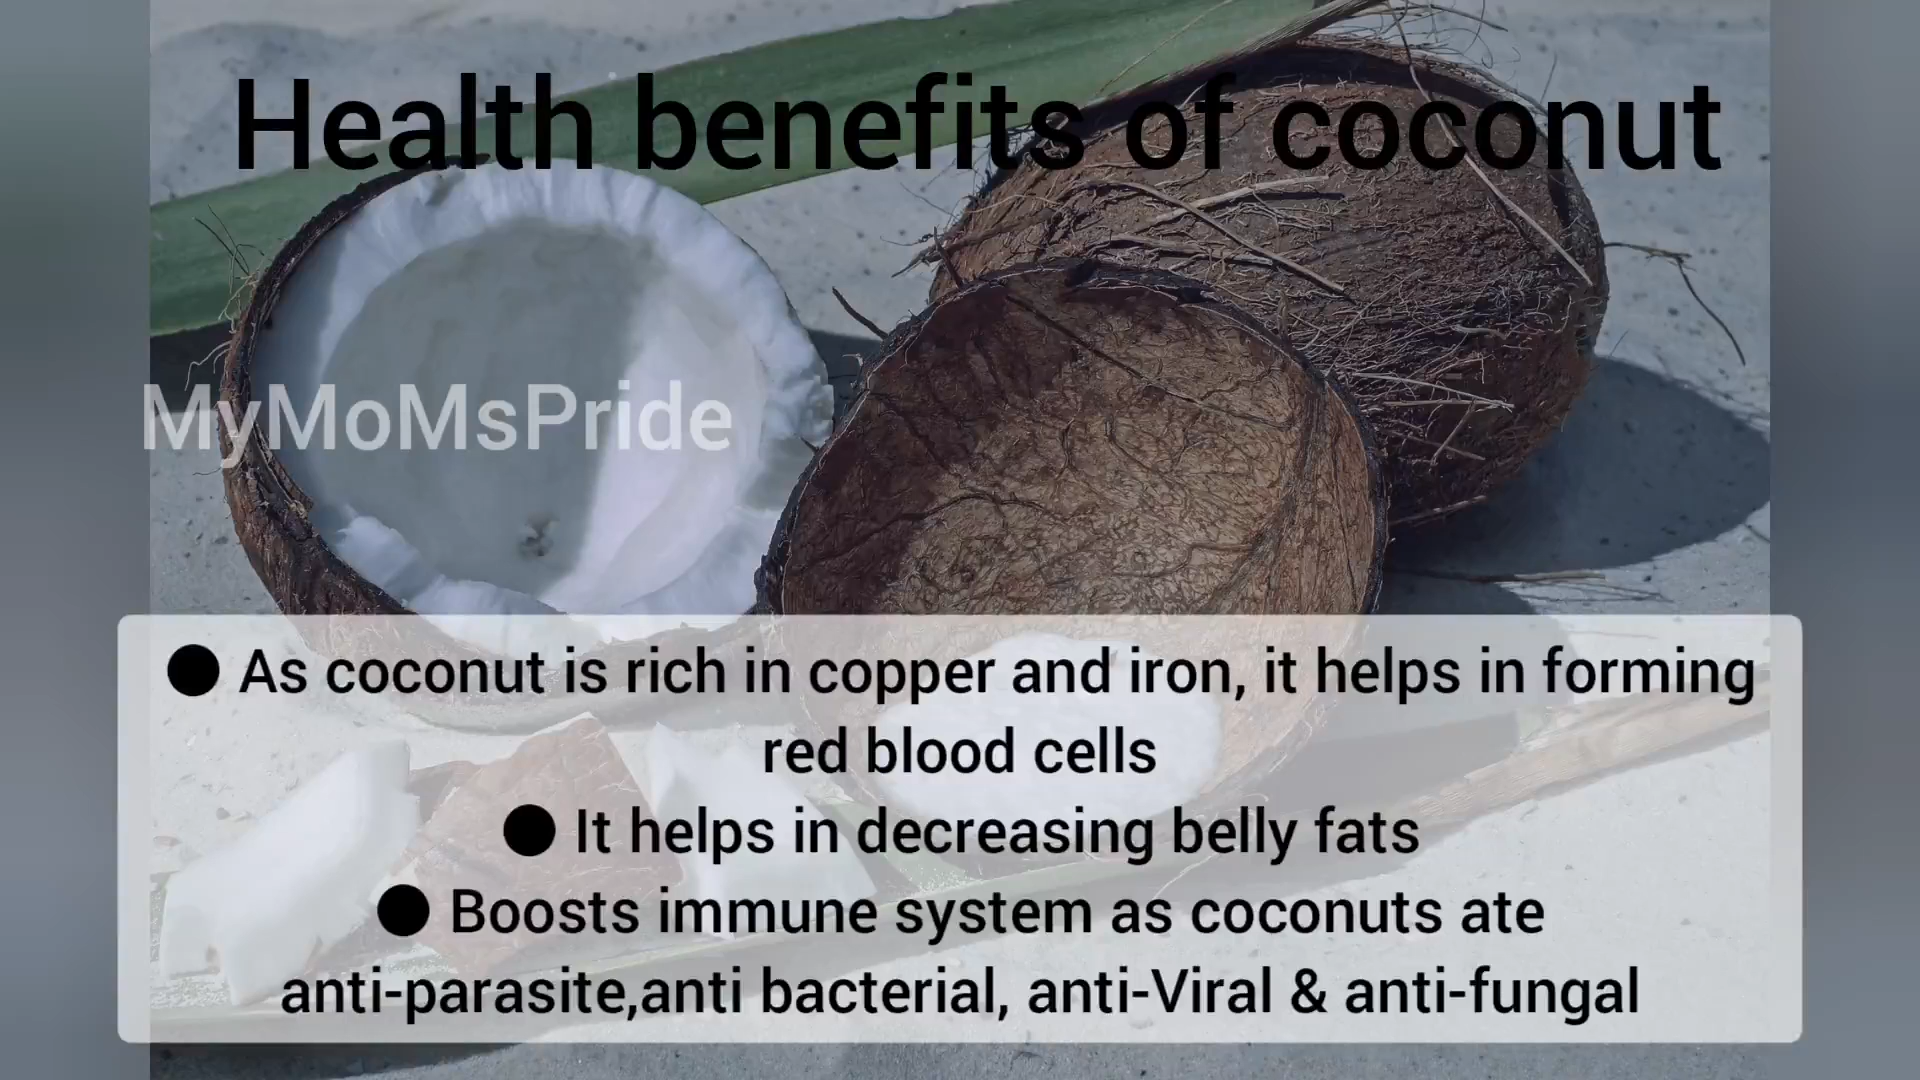 Health benefits of coconut
MyMoMsPride
● As coconut is rich in copper and iron, it helps in forming
red blood cells
● It helps in decreasing belly fats
● Boosts immune system as coconuts ate
anti-parasite,anti bacterial, anti-Viral & anti-fungal